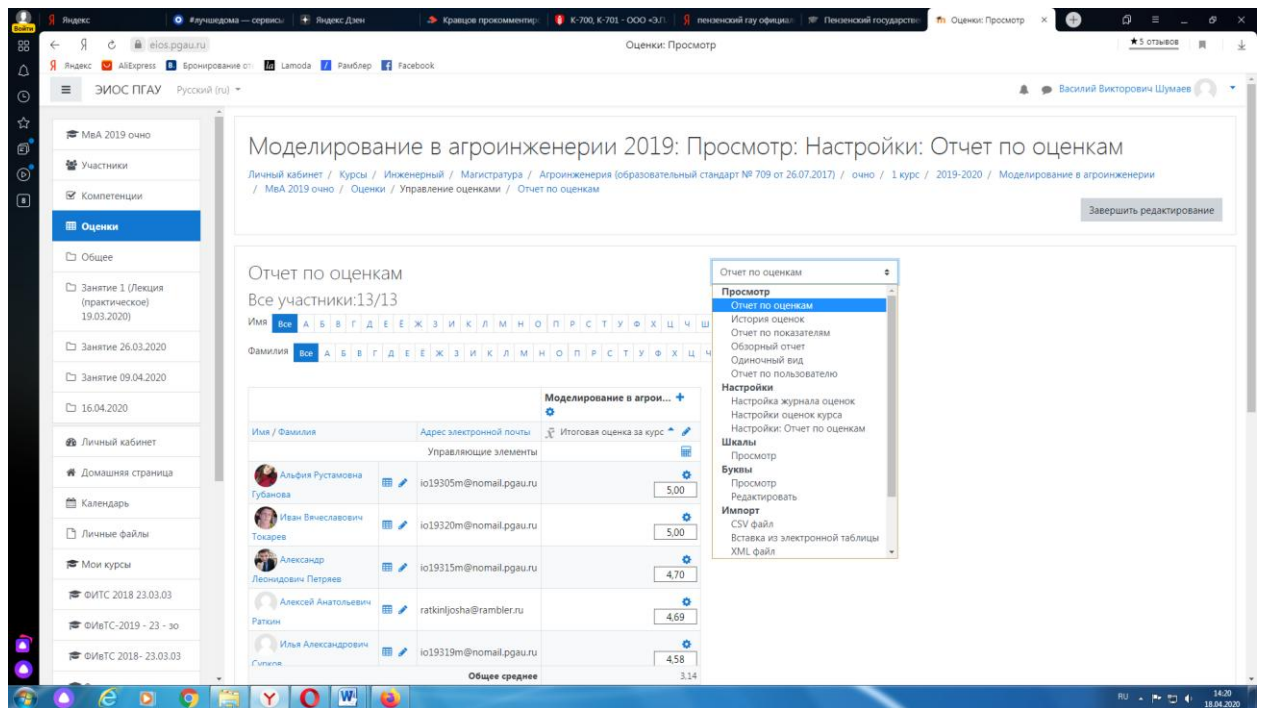 Войти
Яндекс
#лучшедома — сервисы
Яндекс Дзен
Кравцов прокомментир
К-700, К-701 - ООО «Э.П.
пензенский гау официал
Пензенский государстве
Оценки: Просмотр
eios.pgau.ru
Оценки: Просмотр
★5 отзывов
Яндекс AliExpress Бронирование от Lamoda Рамблер Facebook
ЭИОС ПГАУ Русский (ru)
Василий Викторович Шумаев
МвА 2019 очно
Участники
Компетенции
Оценки
Общее
Занятие 1 (Лекция
(практическое)
19.03.2020)
Занятие 26.03.2020
Занятие 09.04.2020
16.04.2020
Личный кабинет
Домашняя страница
Календарь
Личные файлы
Мои курсы
ФИТС 2018 23.03.03
ФИвТС-2019 - 23 - зо
ФИвТС 2018- 23.03.03
Моделирование в агроинженерии 2019: Просмотр: Настройки: Отчет по оценкам
Личный кабинет / Курсы / Инженерный / Магистратура / Агроинженерия (образовательный стандарт № 709 от 26.07.2017) / очно / 1 курс / 2019-2020 / Моделирование в агроинженерии
/ МвА 2019 очно / Оценки / Управление оценками / Отчет по оценкам
Завершить редактирование
Отчет по оценкам
Все участники:13/13
Имя Все А Б В Г Д Е Ё Ж З И К Л М Н О П Р С Т У Ф Х Ц Ч Ш
Фамилия Все А Б В Г Д Е Ё Ж З И К Л М Н О П Р С Т У Ф Х Ц Ч
Отчет по оценкам
Просмотр
Отчет по оценкам
История оценок
Отчет по показателям
Обзорный отчет
Одиночный вид
Отчет по пользователю
Настройки
Настройка журнала оценок
Настройки оценок курса
Настройки: Отчет по оценкам
Шкалы
Просмотр
Буквы
Просмотр
Редактировать
Импорт
CSV файл
Вставка из электронной таблицы
XML файл
Моделирование в агрои... +
Имя / Фамилия Адрес электронной почты x̄ Итоговая оценка за курс
Управляющие элементы
Альфия Рустамовна
Губанова io19305m@nomail.pgau.ru 5,00
Иван Вячеславович
Токарев io19320m@nomail.pgau.ru 5,00
Александр
Леонидович Петряев io19315m@nomail.pgau.ru 4,70
Алексей Анатольевич
Раткин ratkinljosha@rambler.ru 4,69
Илья Александрович
Сурков io19319m@nomail.pgau.ru 4,58
Общее среднее 3,14
RU 14:20
18.04.2020